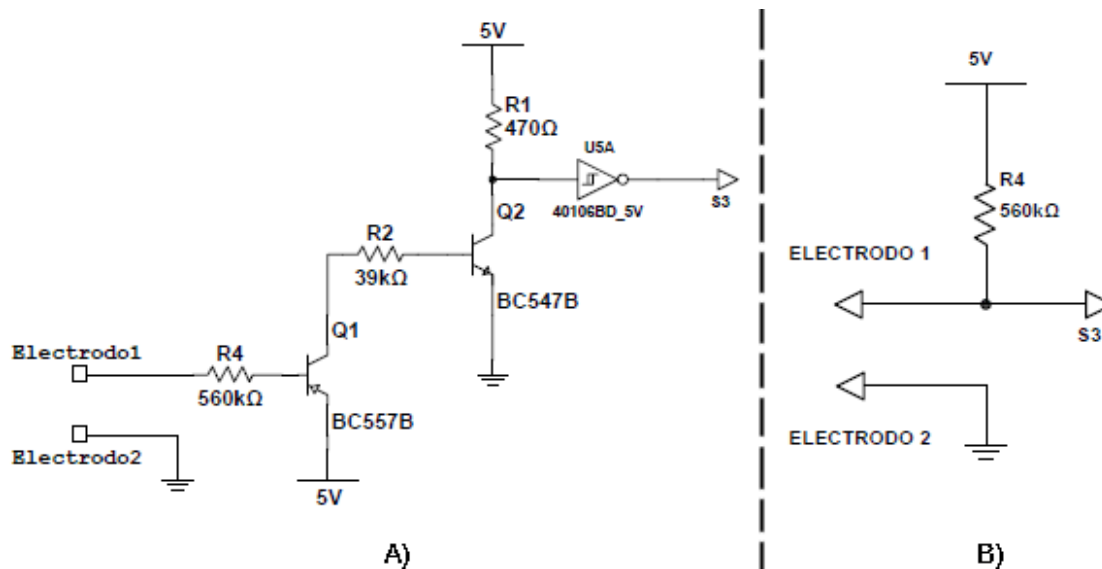 5V
R1
470Ω
U5A
40106BD_5V
S3
Q2
R2
39kΩ
BC547B
Q1
Electrodo1
R4
560kΩ
BC557B
Electrodo2
5V
A)
5V
R4
560kΩ
ELECTRODO 1
S3
ELECTRODO 2
B)